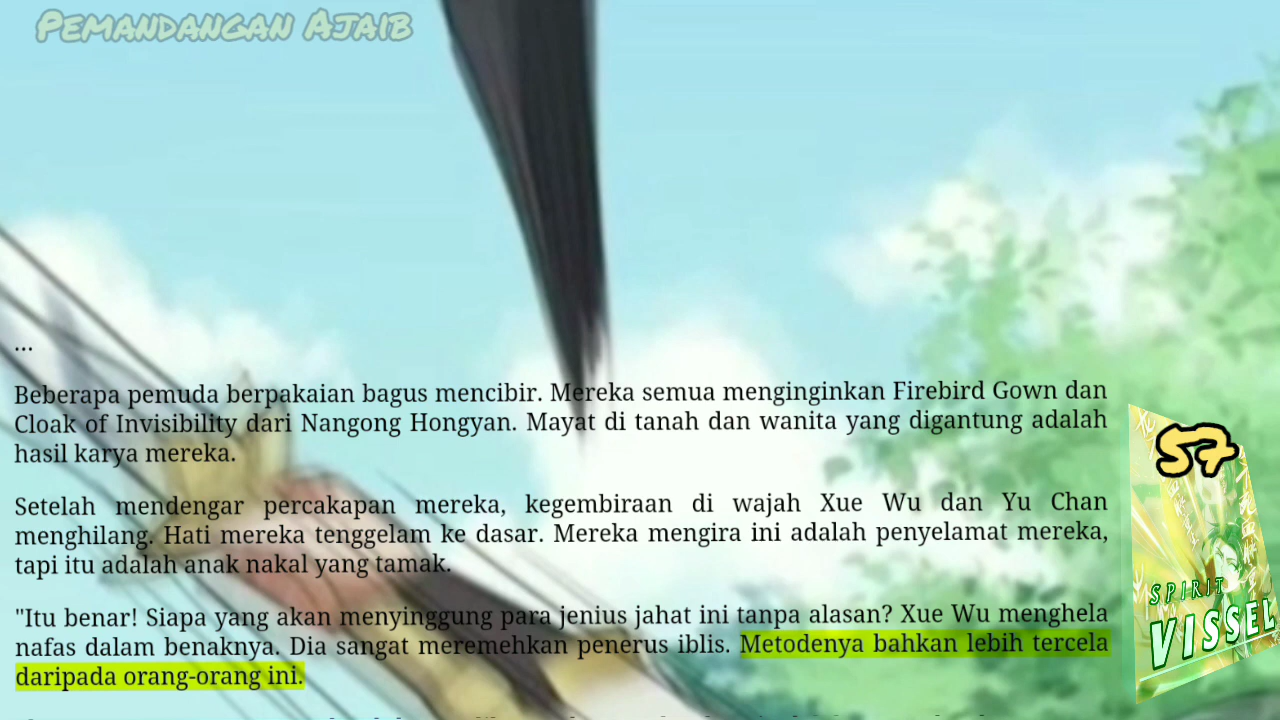 Pemandangan Ajaib
...
Beberapa pemuda berpakaian bagus mencibir. Mereka semua menginginkan Firebird Gown dan
Cloak of Invisibility dari Nangong Hongyan. Mayat di tanah dan wanita yang digantung adalah
hasil karya mereka.
Setelah mendengar percakapan mereka, kegembiraan di wajah Xue Wu dan Yu Chan
menghilang. Hati mereka tenggelam ke dasar. Mereka mengira ini adalah penyelamat mereka,
tapi itu adalah anak nakal yang tamak.
"Itu benar! Siapa yang akan menyinggung para jenius jahat ini tanpa alasan? Xue Wu menghela
nafas dalam benaknya. Dia sangat meremehkan penerus iblis. Metodenya bahkan lebih tercela
daripada orang-orang ini.
57
SPIRIT
VISSEL